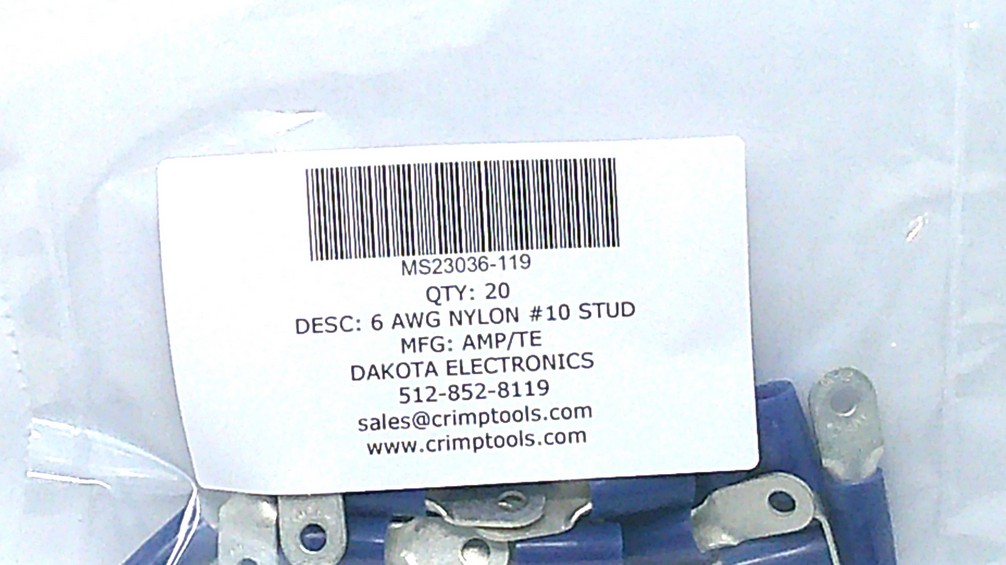 MS23036-119
QTY: 20
DESC: 6 AWG NYLON #10 STUD
MFG: AMP/TE
DAKOTA ELECTRONICS
512-852-8119
sales@crimptools.com
www.crimptools.com